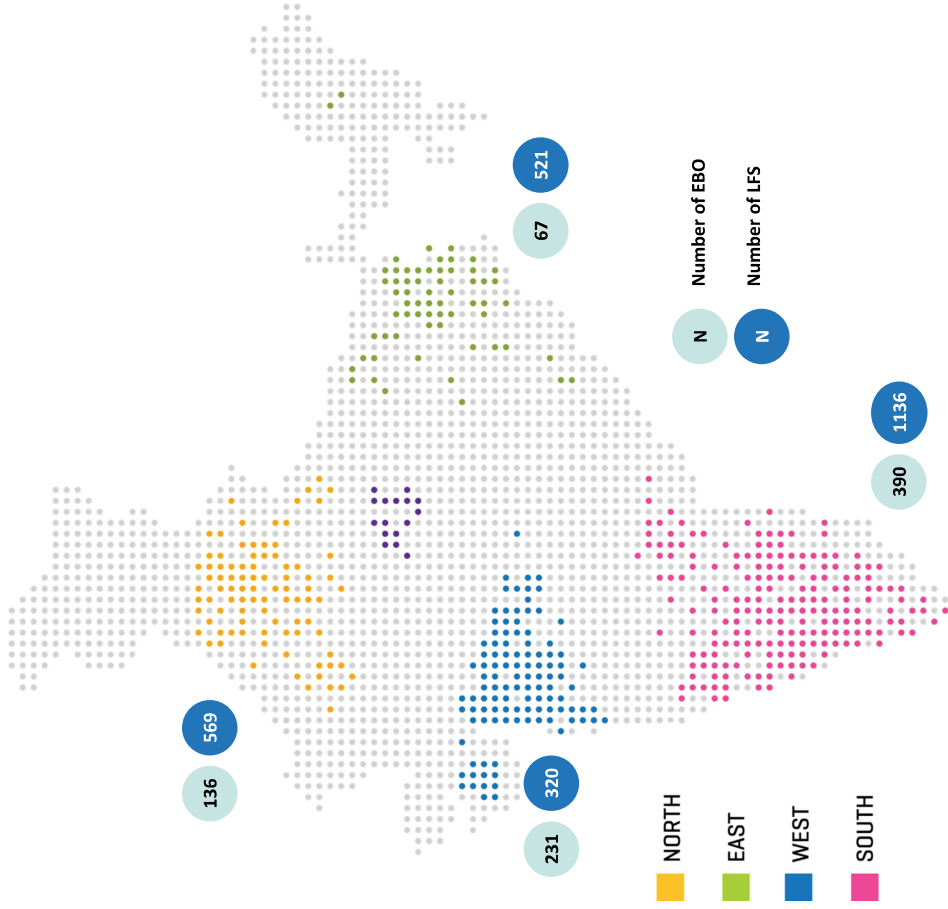 136
569
67
521
231
320
390
1136
N Number of EBO
N Number of LFS
NORTH
EAST
WEST
SOUTH